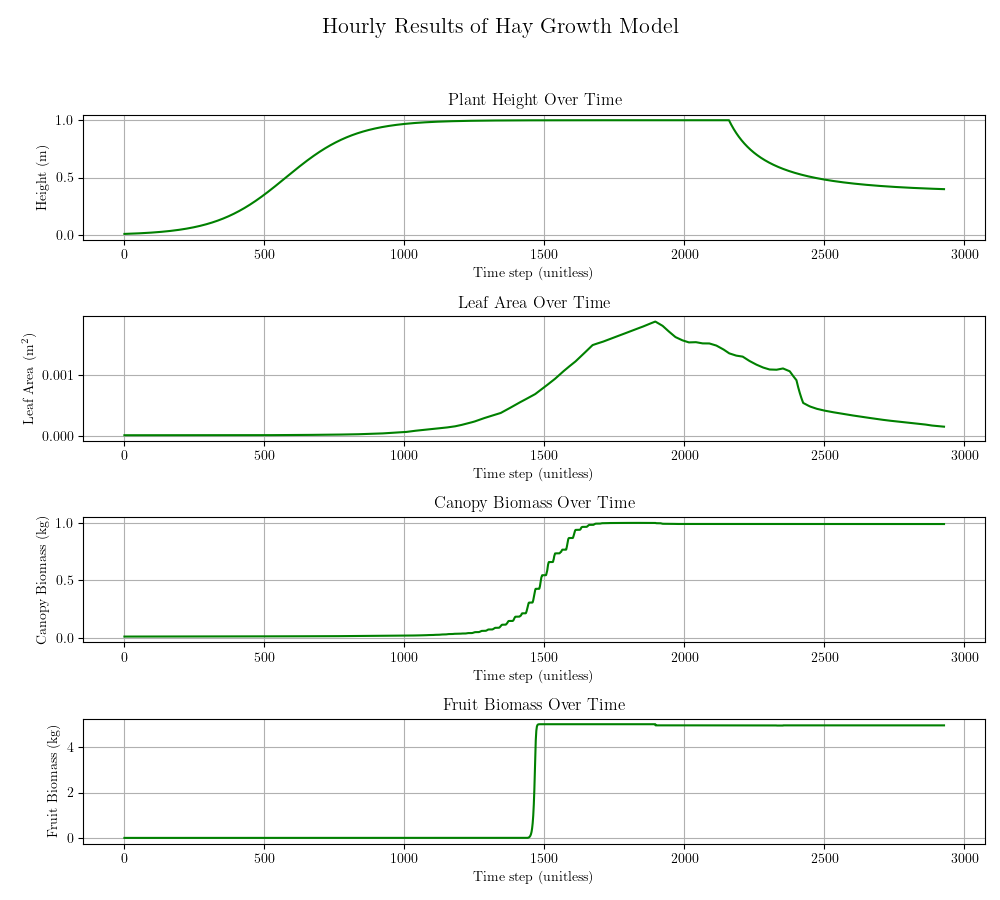 Hourly Results of Hay Growth Model
Plant Height Over Time
Height (m)
1.0
0.5
0.0
0 500 1000 1500 2000 2500 3000
Time step (unitless)
Leaf Area Over Time
Leaf Area (m²)
0.001
0.000
0 500 1000 1500 2000 2500 3000
Time step (unitless)
Canopy Biomass Over Time
Canopy Biomass (kg)
1.0
0.5
0.0
0 500 1000 1500 2000 2500 3000
Time step (unitless)
Fruit Biomass Over Time
Fruit Biomass (kg)
4
2
0
0 500 1000 1500 2000 2500 3000
Time step (unitless)